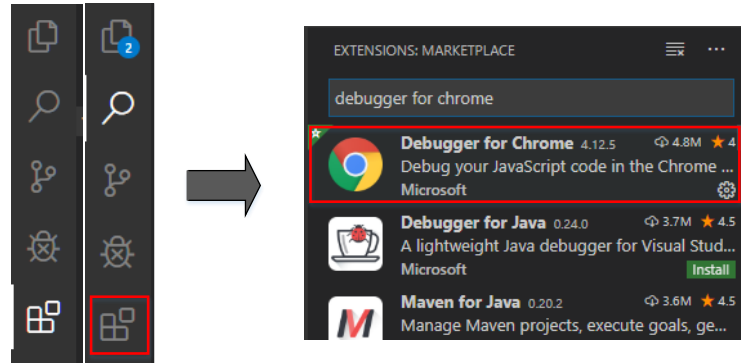 2
EXTENSIONS: MARKETPLACE
debugger for chrome
Debugger for Chrome 4.12.5 4.8M 4
Debug your JavaScript code in the Chrome ...
Microsoft
Debugger for Java 0.24.0 3.7M 4.5
A lightweight Java debugger for Visual Stud...
Microsoft Install
Maven for Java 0.20.2 3.6M 4.5
Manage Maven projects, execute goals, ge...